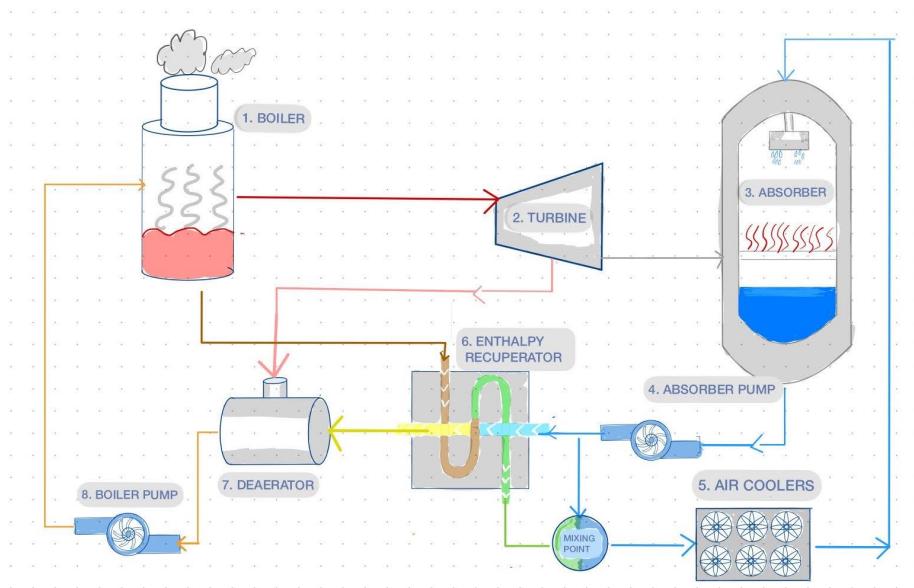 1. BOILER
2. TURBINE
3. ABSORBER
6. ENTHALPY
RECUPERATOR
4. ABSORBER PUMP
5. AIR COOLERS
7. DEAERATOR
8. BOILER PUMP
MIXING
POINT